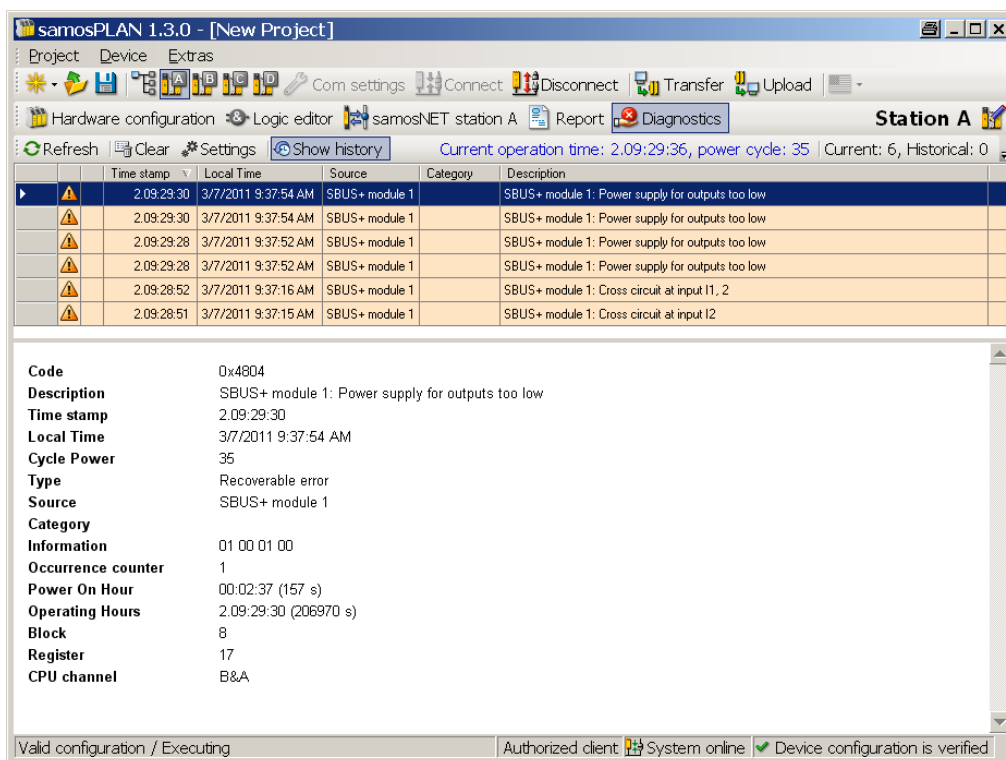 samosPLAN 1.3.0 - [New Project]
Project Device Extras
A B C D Com settings Connect Disconnect Transfer Upload
Hardware configuration Logic editor samosNET station A Report Diagnostics Station A
Refresh Clear Settings Show history Current operation time: 2.09:29:36, power cycle: 35 Current: 6, Historical: 0
Time stamp Local Time Source Category Description
2.09:29:30 3/7/2011 9:37:54 AM SBUS+ module 1 SBUS+ module 1: Power supply for outputs too low
2.09:29:30 3/7/2011 9:37:54 AM SBUS+ module 1 SBUS+ module 1: Power supply for outputs too low
2.09:29:28 3/7/2011 9:37:52 AM SBUS+ module 1 SBUS+ module 1: Power supply for outputs too low
2.09:29:28 3/7/2011 9:37:52 AM SBUS+ module 1 SBUS+ module 1: Power supply for outputs too low
2.09:28:52 3/7/2011 9:37:16 AM SBUS+ module 1 SBUS+ module 1: Cross circuit at input I1, 2
2.09:28:51 3/7/2011 9:37:15 AM SBUS+ module 1 SBUS+ module 1: Cross circuit at input I2
Code 0x4804
Description SBUS+ module 1: Power supply for outputs too low
Time stamp 2.09:29:30
Local Time 3/7/2011 9:37:54 AM
Cycle Power 35
Type Recoverable error
Source SBUS+ module 1
Category
Information 01 00 01 00
Occurrence counter 1
Power On Hour 00:02:37 (157 s)
Operating Hours 2.09:29:30 (206970 s)
Block 8
Register 17
CPU channel B&A
Valid configuration / Executing Authorized client System online Device configuration is verified